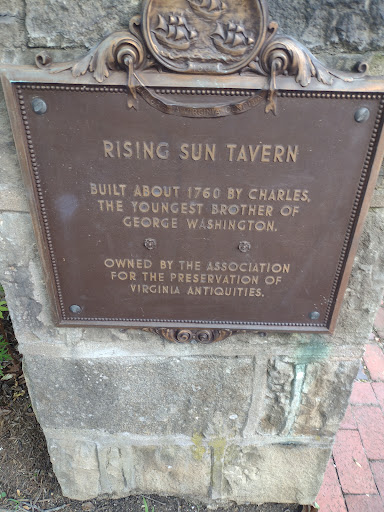 RISING SUN TAVERN
BUILT ABOUT 1760 BY CHARLES,
THE YOUNGEST BROTHER OF
GEORGE WASHINGTON.
OWNED BY THE ASSOCIATION
FOR THE PRESERVATION OF
VIRGINIA ANTIQUITIES.